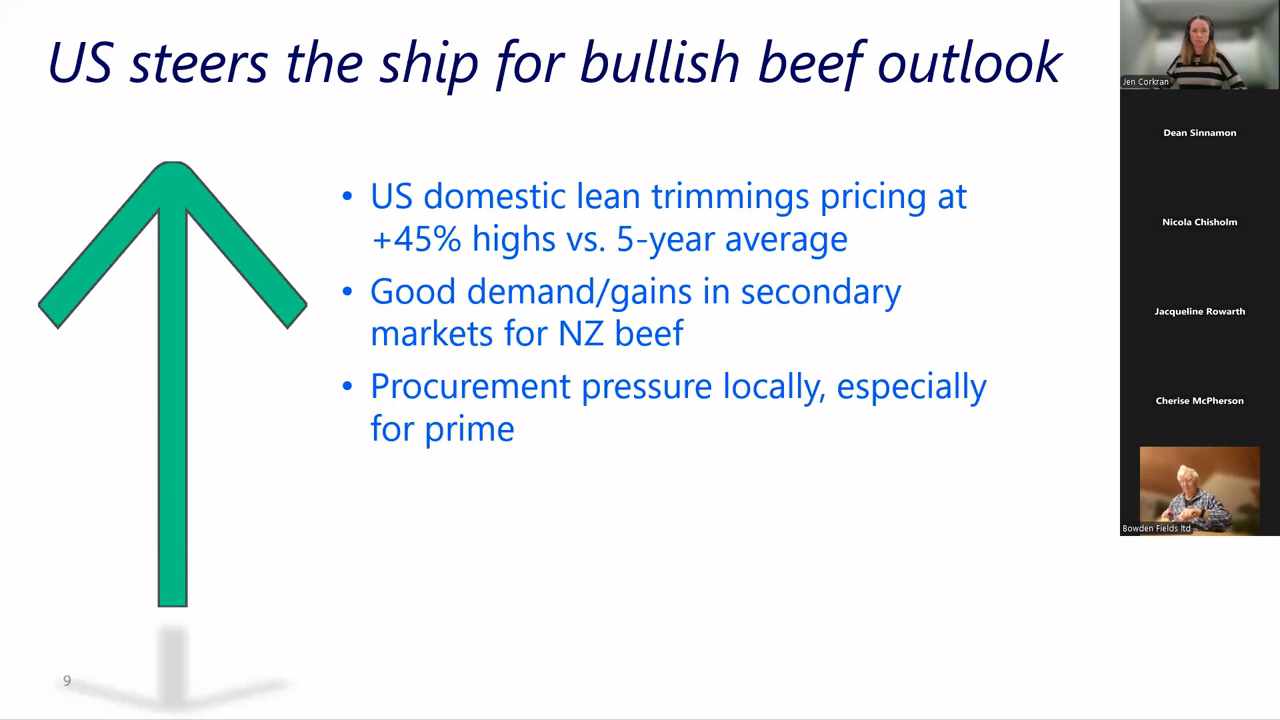 US steers the ship for bullish beef outlook
• US domestic lean trimmings pricing at
+45% highs vs. 5-year average
• Good demand/gains in secondary
markets for NZ beef
• Procurement pressure locally, especially
for prime
9
Jen Corkran
Dean Sinnamon
Nicola Chisholm
Jacqueline Rowarth
Cherise McPherson
Bowden Fields ltd